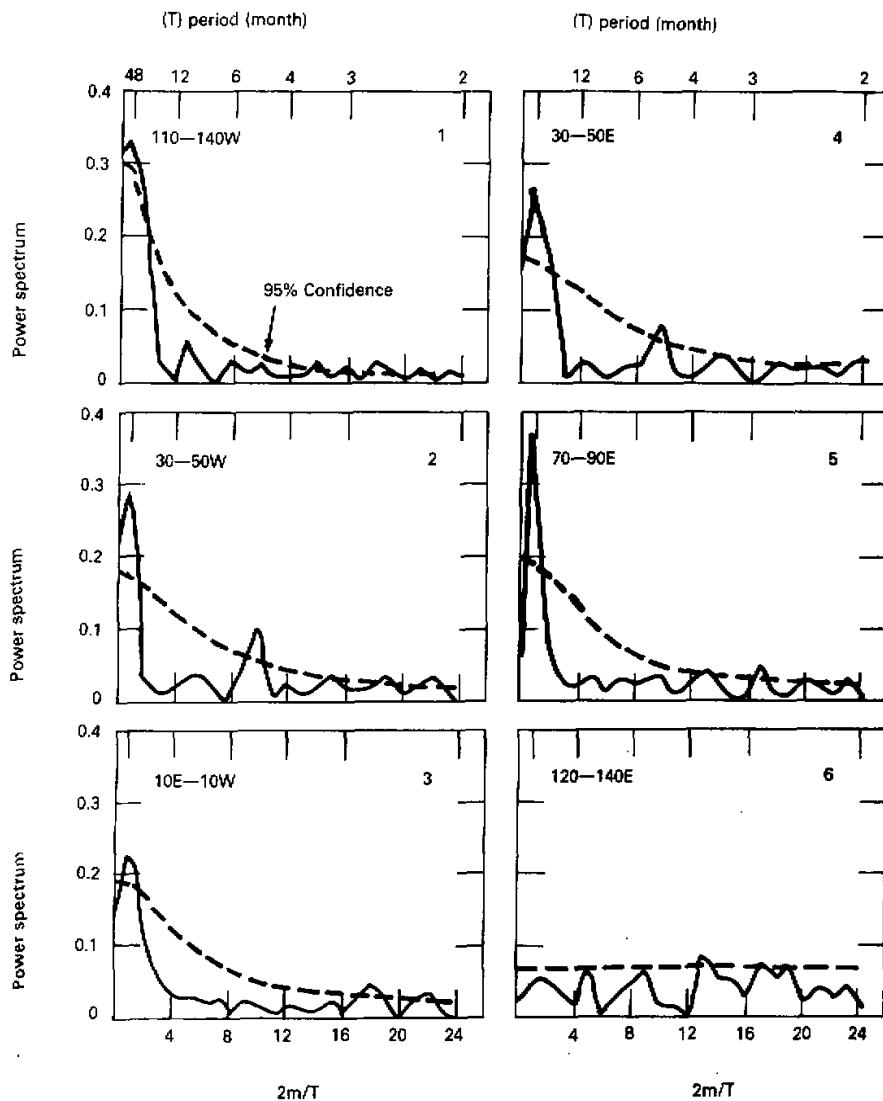 (T) period (month)
(T) period (month)
48 12 6 4 3 2
12 6 4 3 2
0.4
0.3
0.2
0.1
0
Power spectrum
110—140W 1
95% Confidence
30—50E 4
0.4
0.3
0.2
0.1
0
Power spectrum
30—50W 2
70—90E 5
0.4
0.3
0.2
0.1
0
Power spectrum
10E—10W 3
120—140E 6
4 8 12 16 20 24
4 8 12 16 20 24
2m/T
2m/T